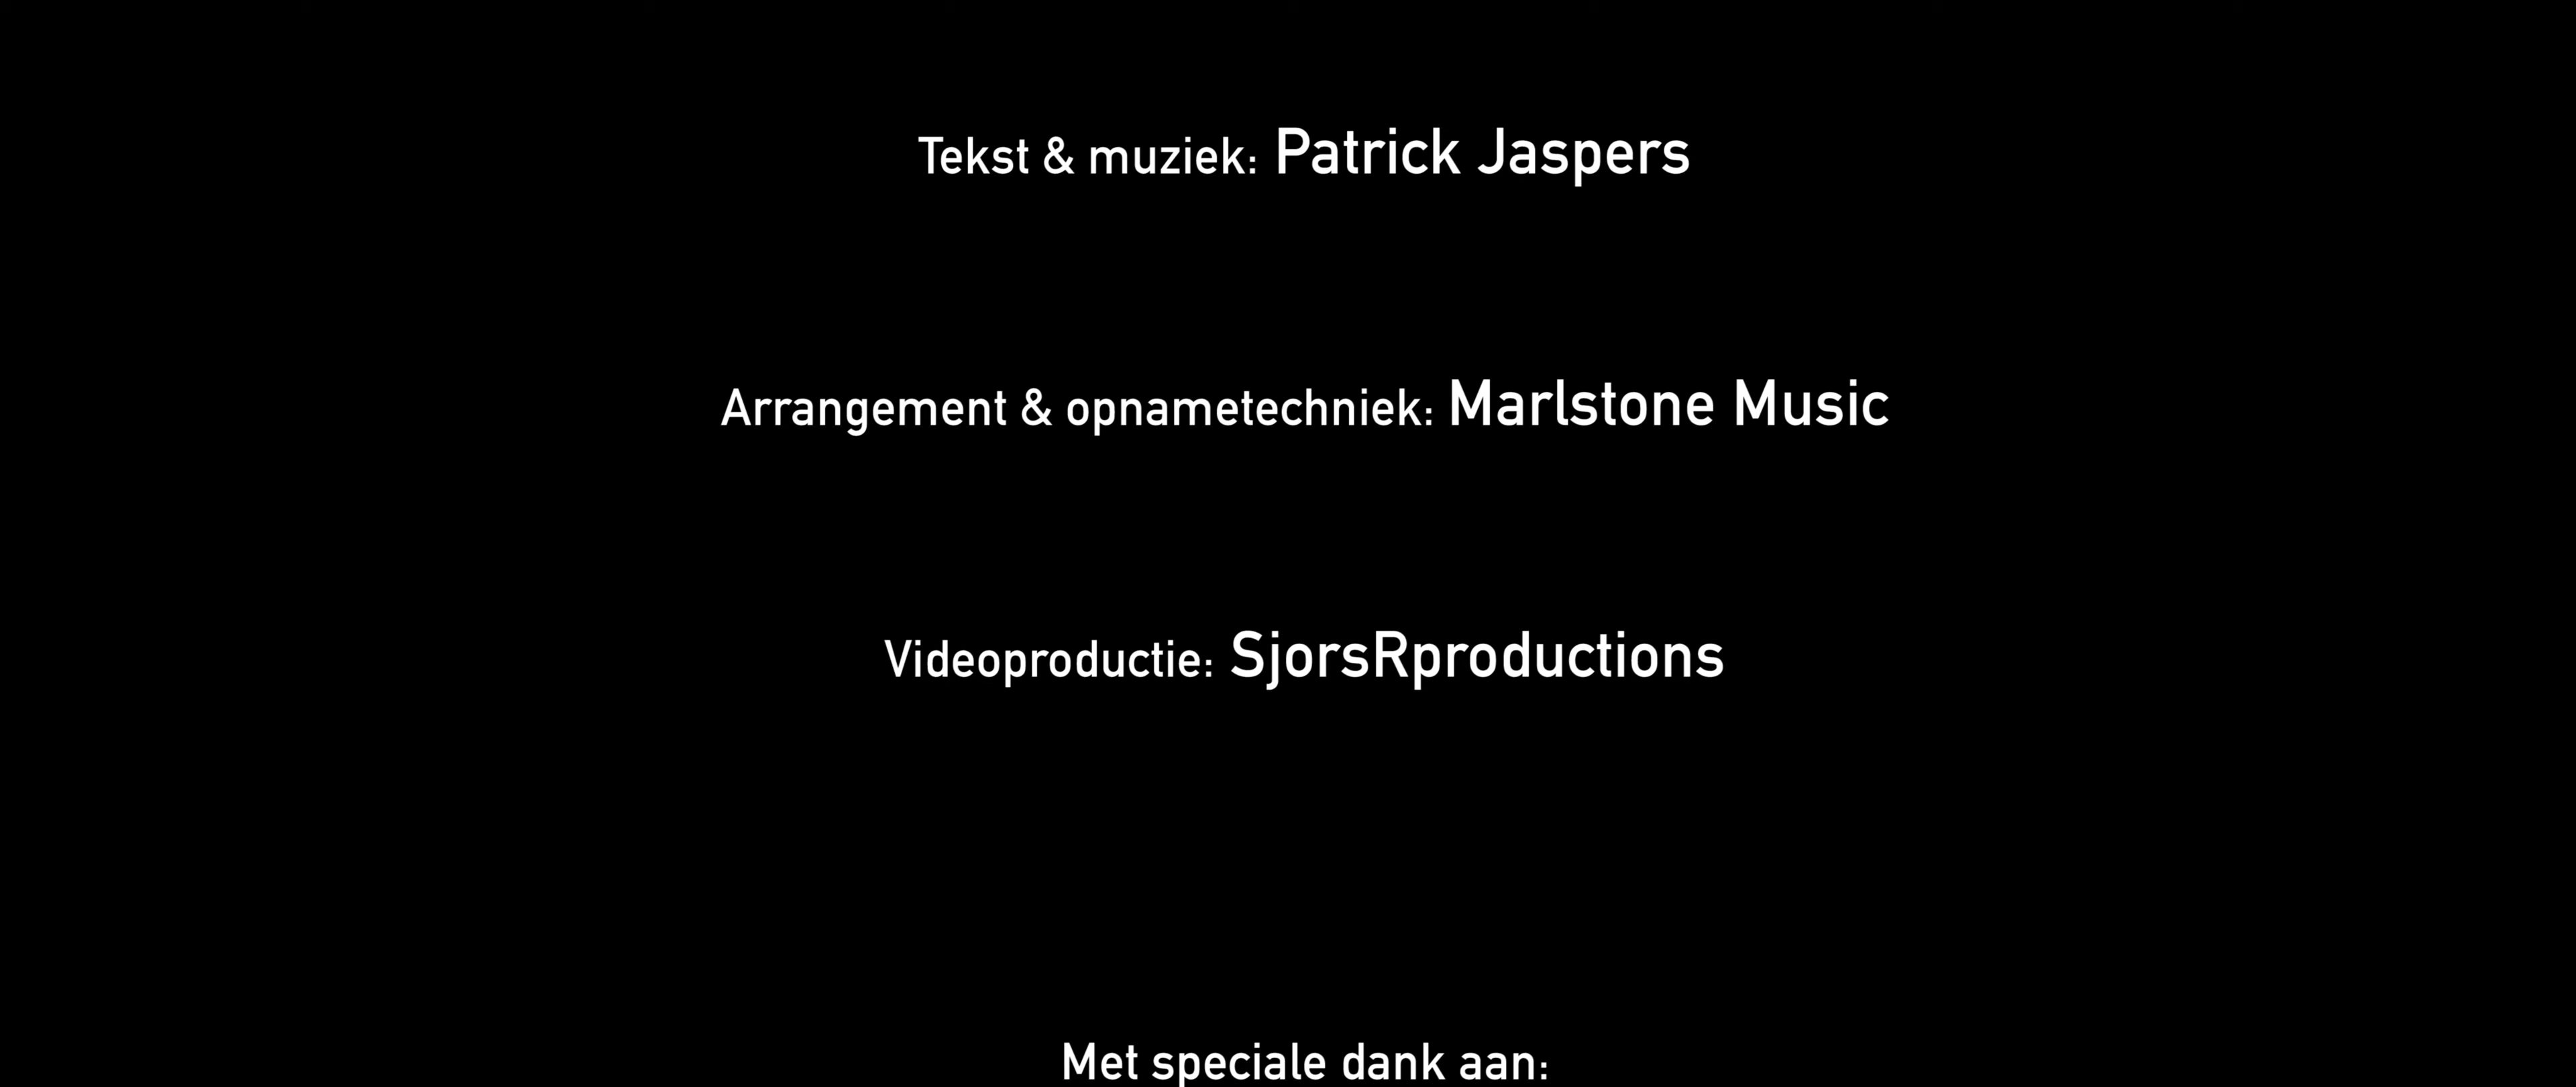 Tekst & muziek: Patrick Jaspers
Arrangement & opnametechniek: Marlstone Music
Videoproductie: SjorsRproductions
Met speciale dank aan: